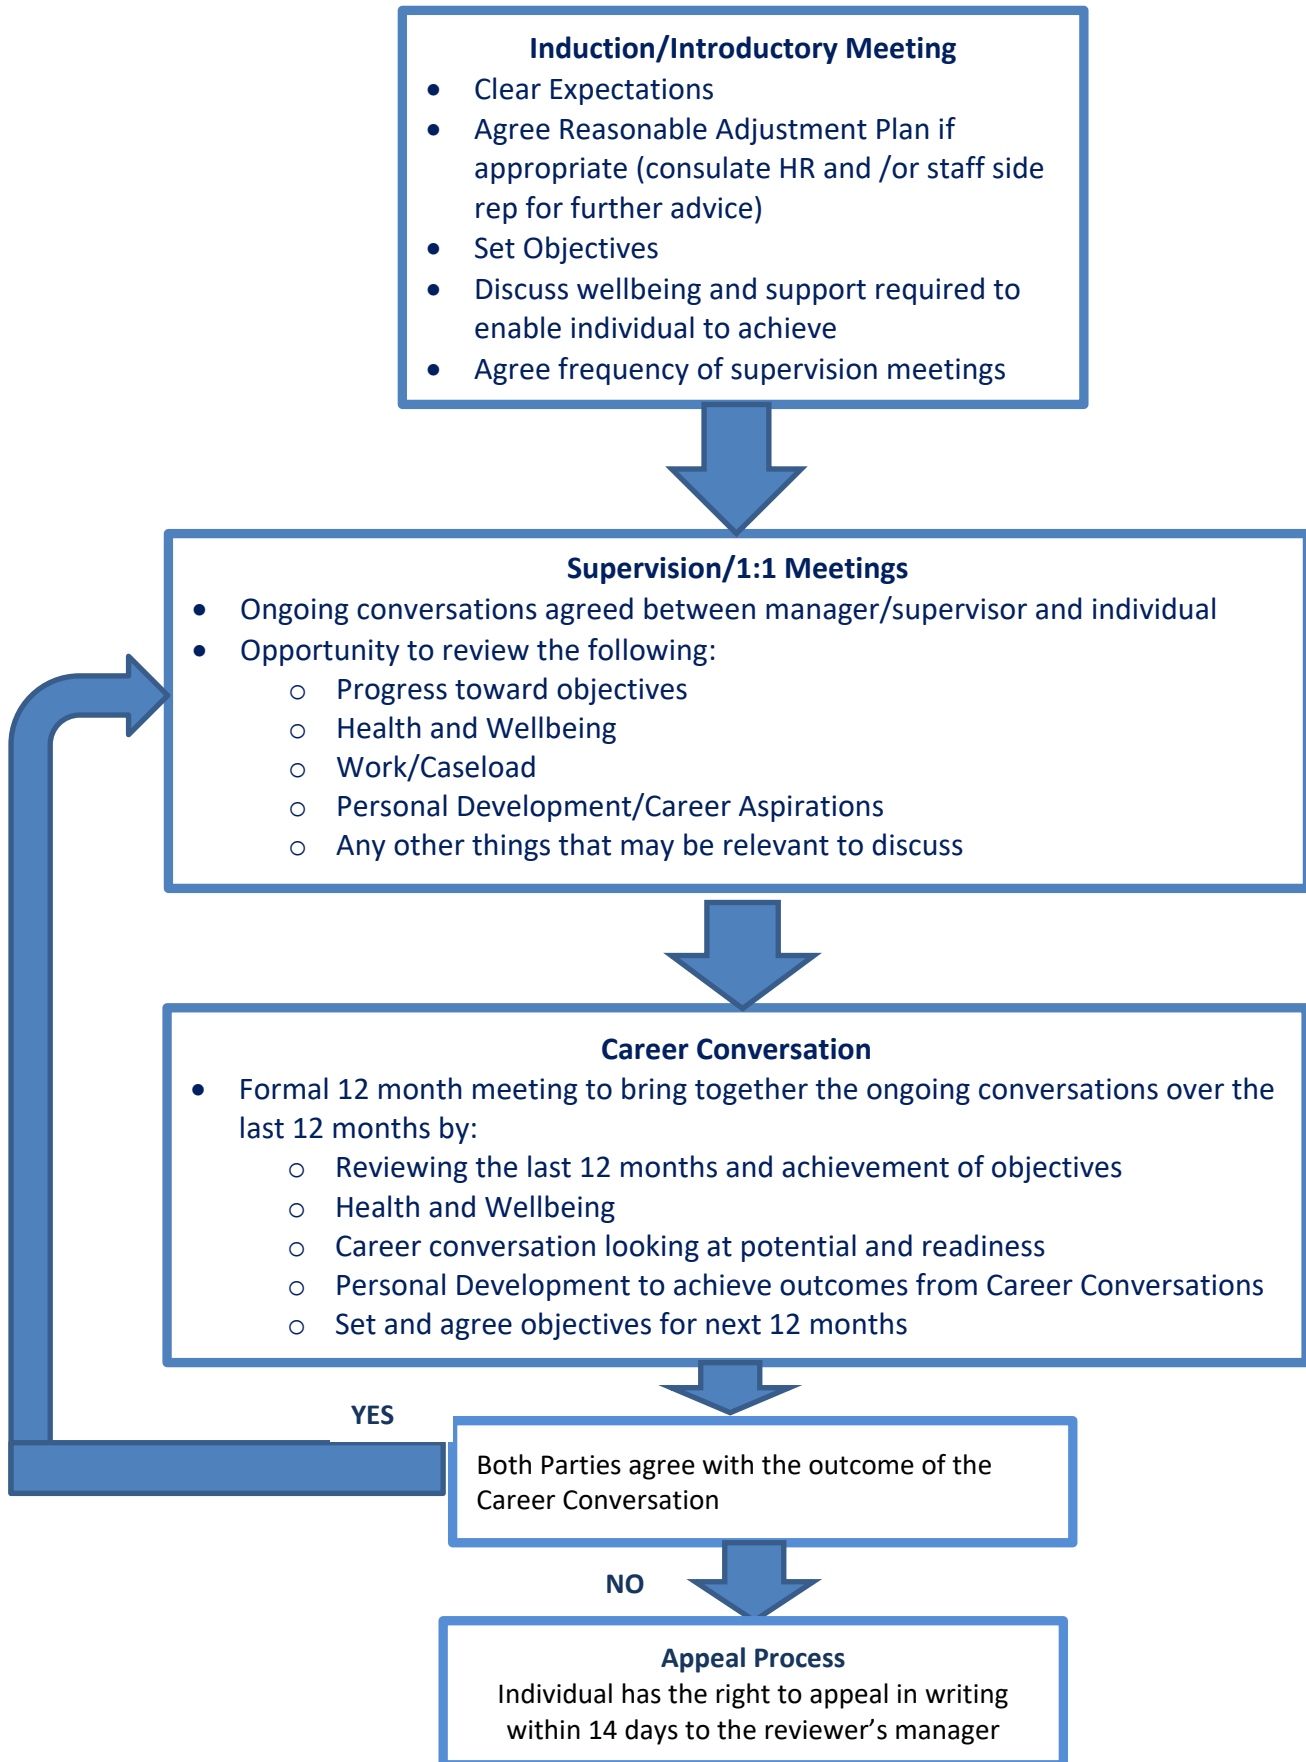 Induction/Introductory Meeting
• Clear Expectations
• Agree Reasonable Adjustment Plan if
appropriate (consulate HR and /or staff side
rep for further advice)
• Set Objectives
• Discuss wellbeing and support required to
enable individual to achieve
• Agree frequency of supervision meetings
Supervision/1:1 Meetings
• Ongoing conversations agreed between manager/supervisor and individual
• Opportunity to review the following:
o Progress toward objectives
o Health and Wellbeing
o Work/Caseload
o Personal Development/Career Aspirations
o Any other things that may be relevant to discuss
Career Conversation
• Formal 12 month meeting to bring together the ongoing conversations over the
last 12 months by:
o Reviewing the last 12 months and achievement of objectives
o Health and Wellbeing
o Career conversation looking at potential and readiness
o Personal Development to achieve outcomes from Career Conversations
o Set and agree objectives for next 12 months
YES
Both Parties agree with the outcome of the
Career Conversation
NO
Appeal Process
Individual has the right to appeal in writing
within 14 days to the reviewer’s manager